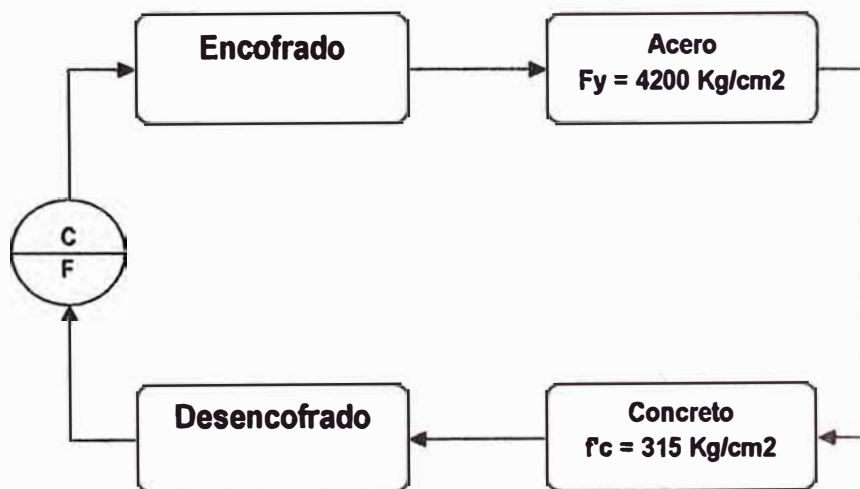 Encofrado
Acero
Fy = 4200 Kg/cm2
C
F
Desencofrado
Concreto
f'c = 315 Kg/cm2